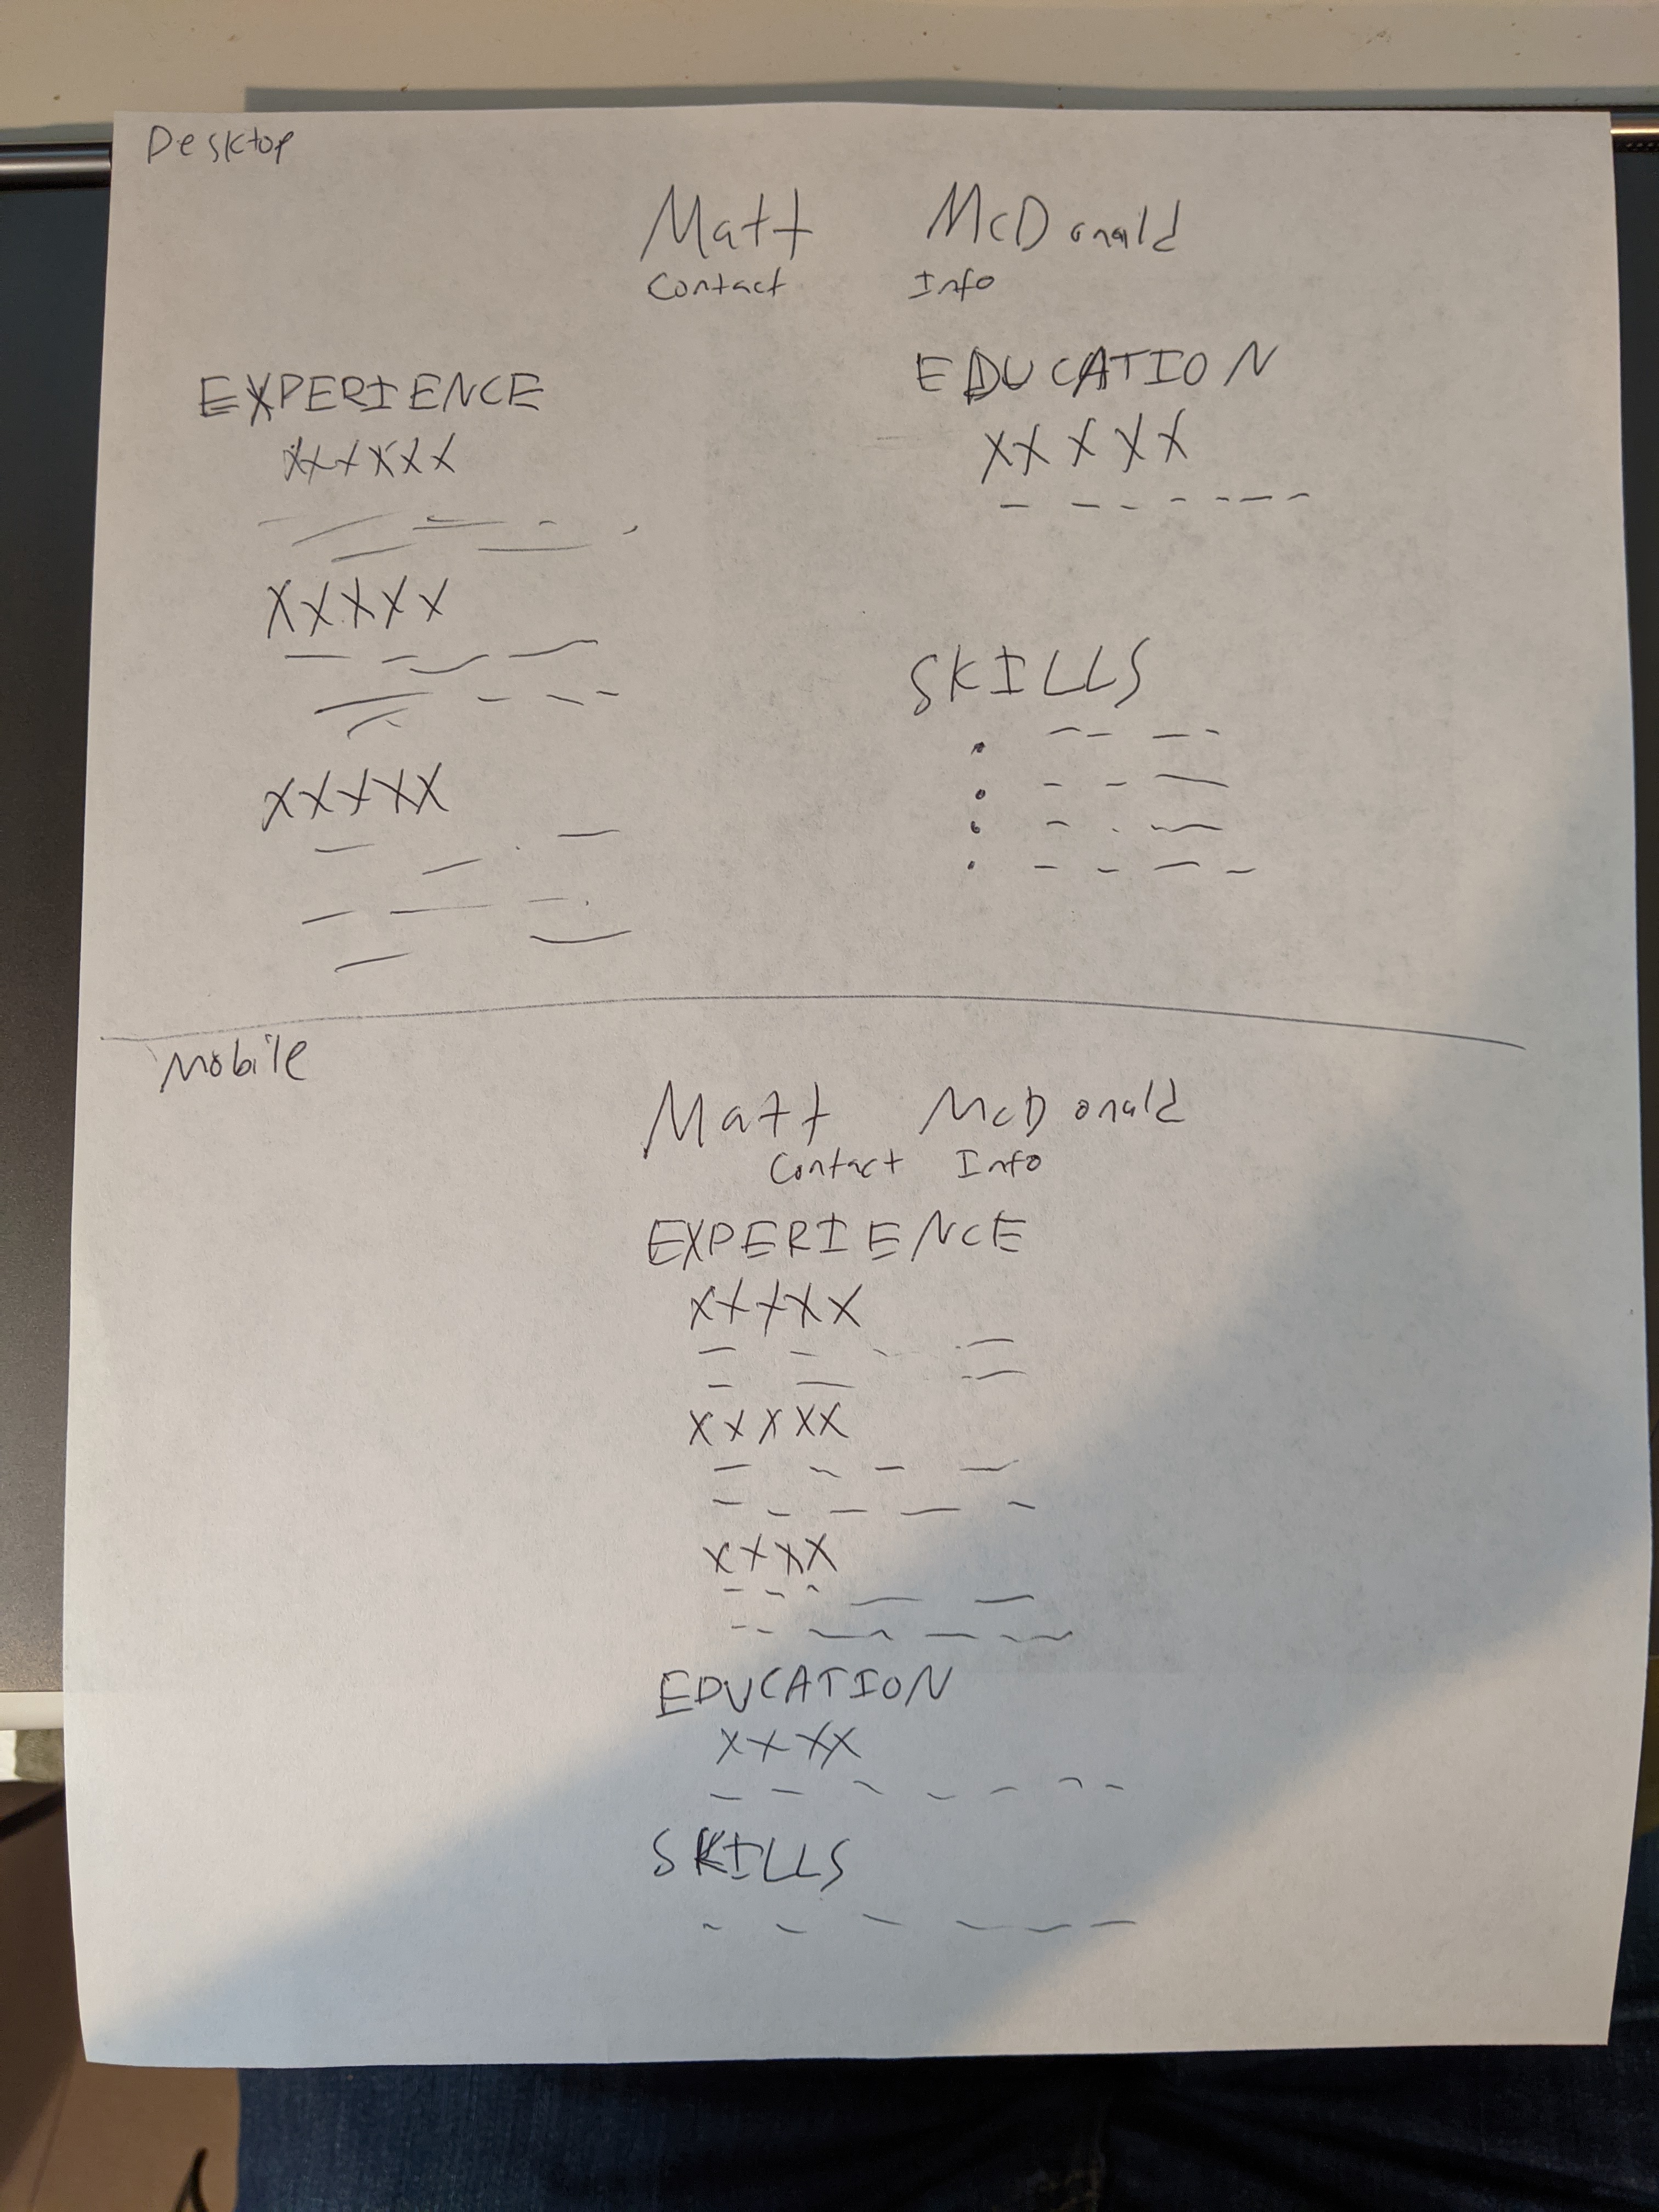 Desktop
Matt McDonald
Contact Info
EXPERIENCE
XXXXXX
XXXXX
XXXXX
EDUCATION
XXXXX
SKILLS
Mobile
Matt McDonald
Contact Info
EXPERIENCE
XXXXX
XXXXX
XXXX
EDUCATION
XXXX
SKILLS